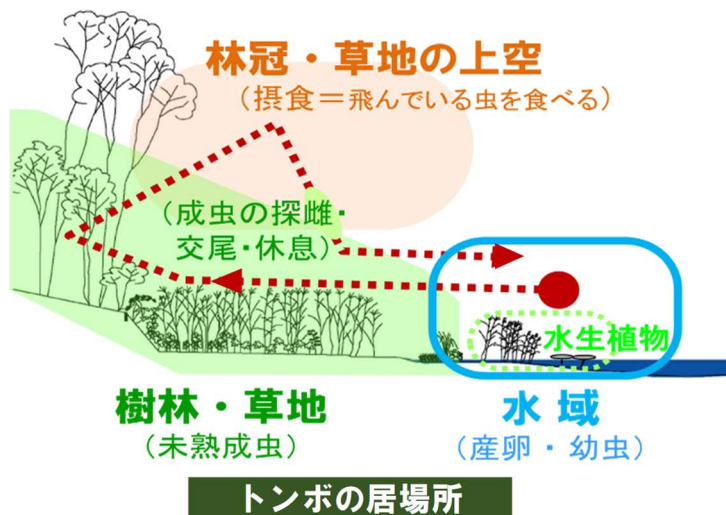 林冠・草地の上空
(摂食＝飛んでいる虫を食べる)
(成虫の探雌・
交尾・休息)
水生植物
樹林・草地
(未熟成虫)
水 域
(産卵・幼虫)
トンボの居場所